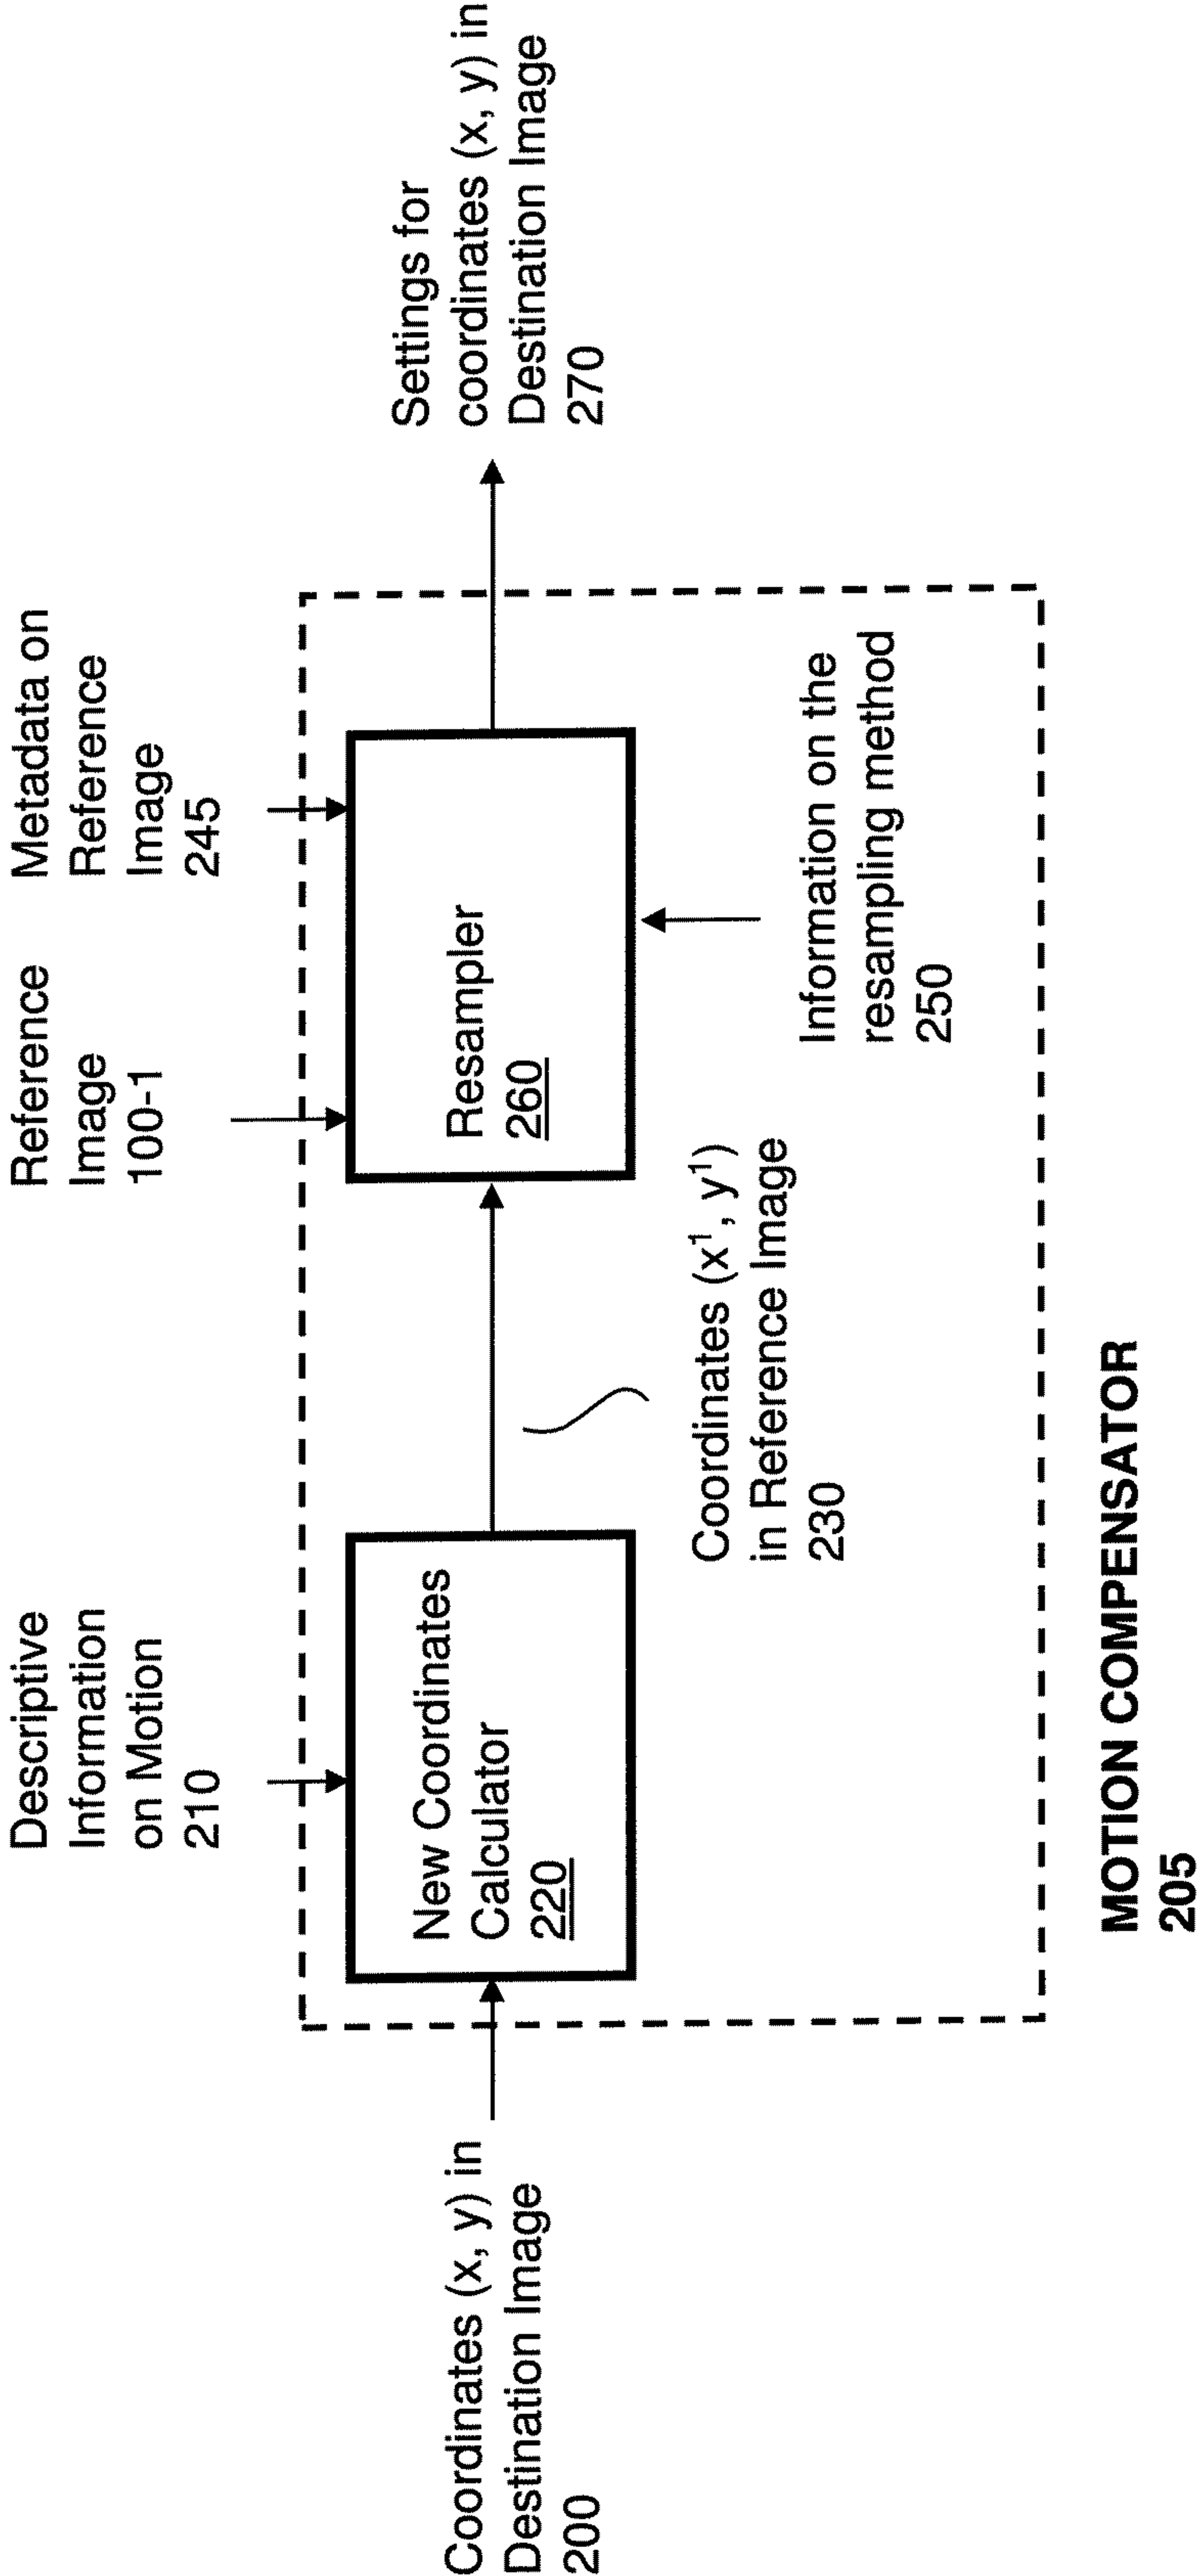 Descriptive
Information
on Motion
210
Reference
Image
100-1
Metadata on
Reference
Image
245
Coordinates (x, y) in
Destination Image
200
New Coordinates
Calculator
220
Resampler
260
Settings for
coordinates (x, y) in
Destination Image
270
Coordinates (x¹, y¹)
in Reference Image
230
Information on the
resampling method
250
MOTION COMPENSATOR
205